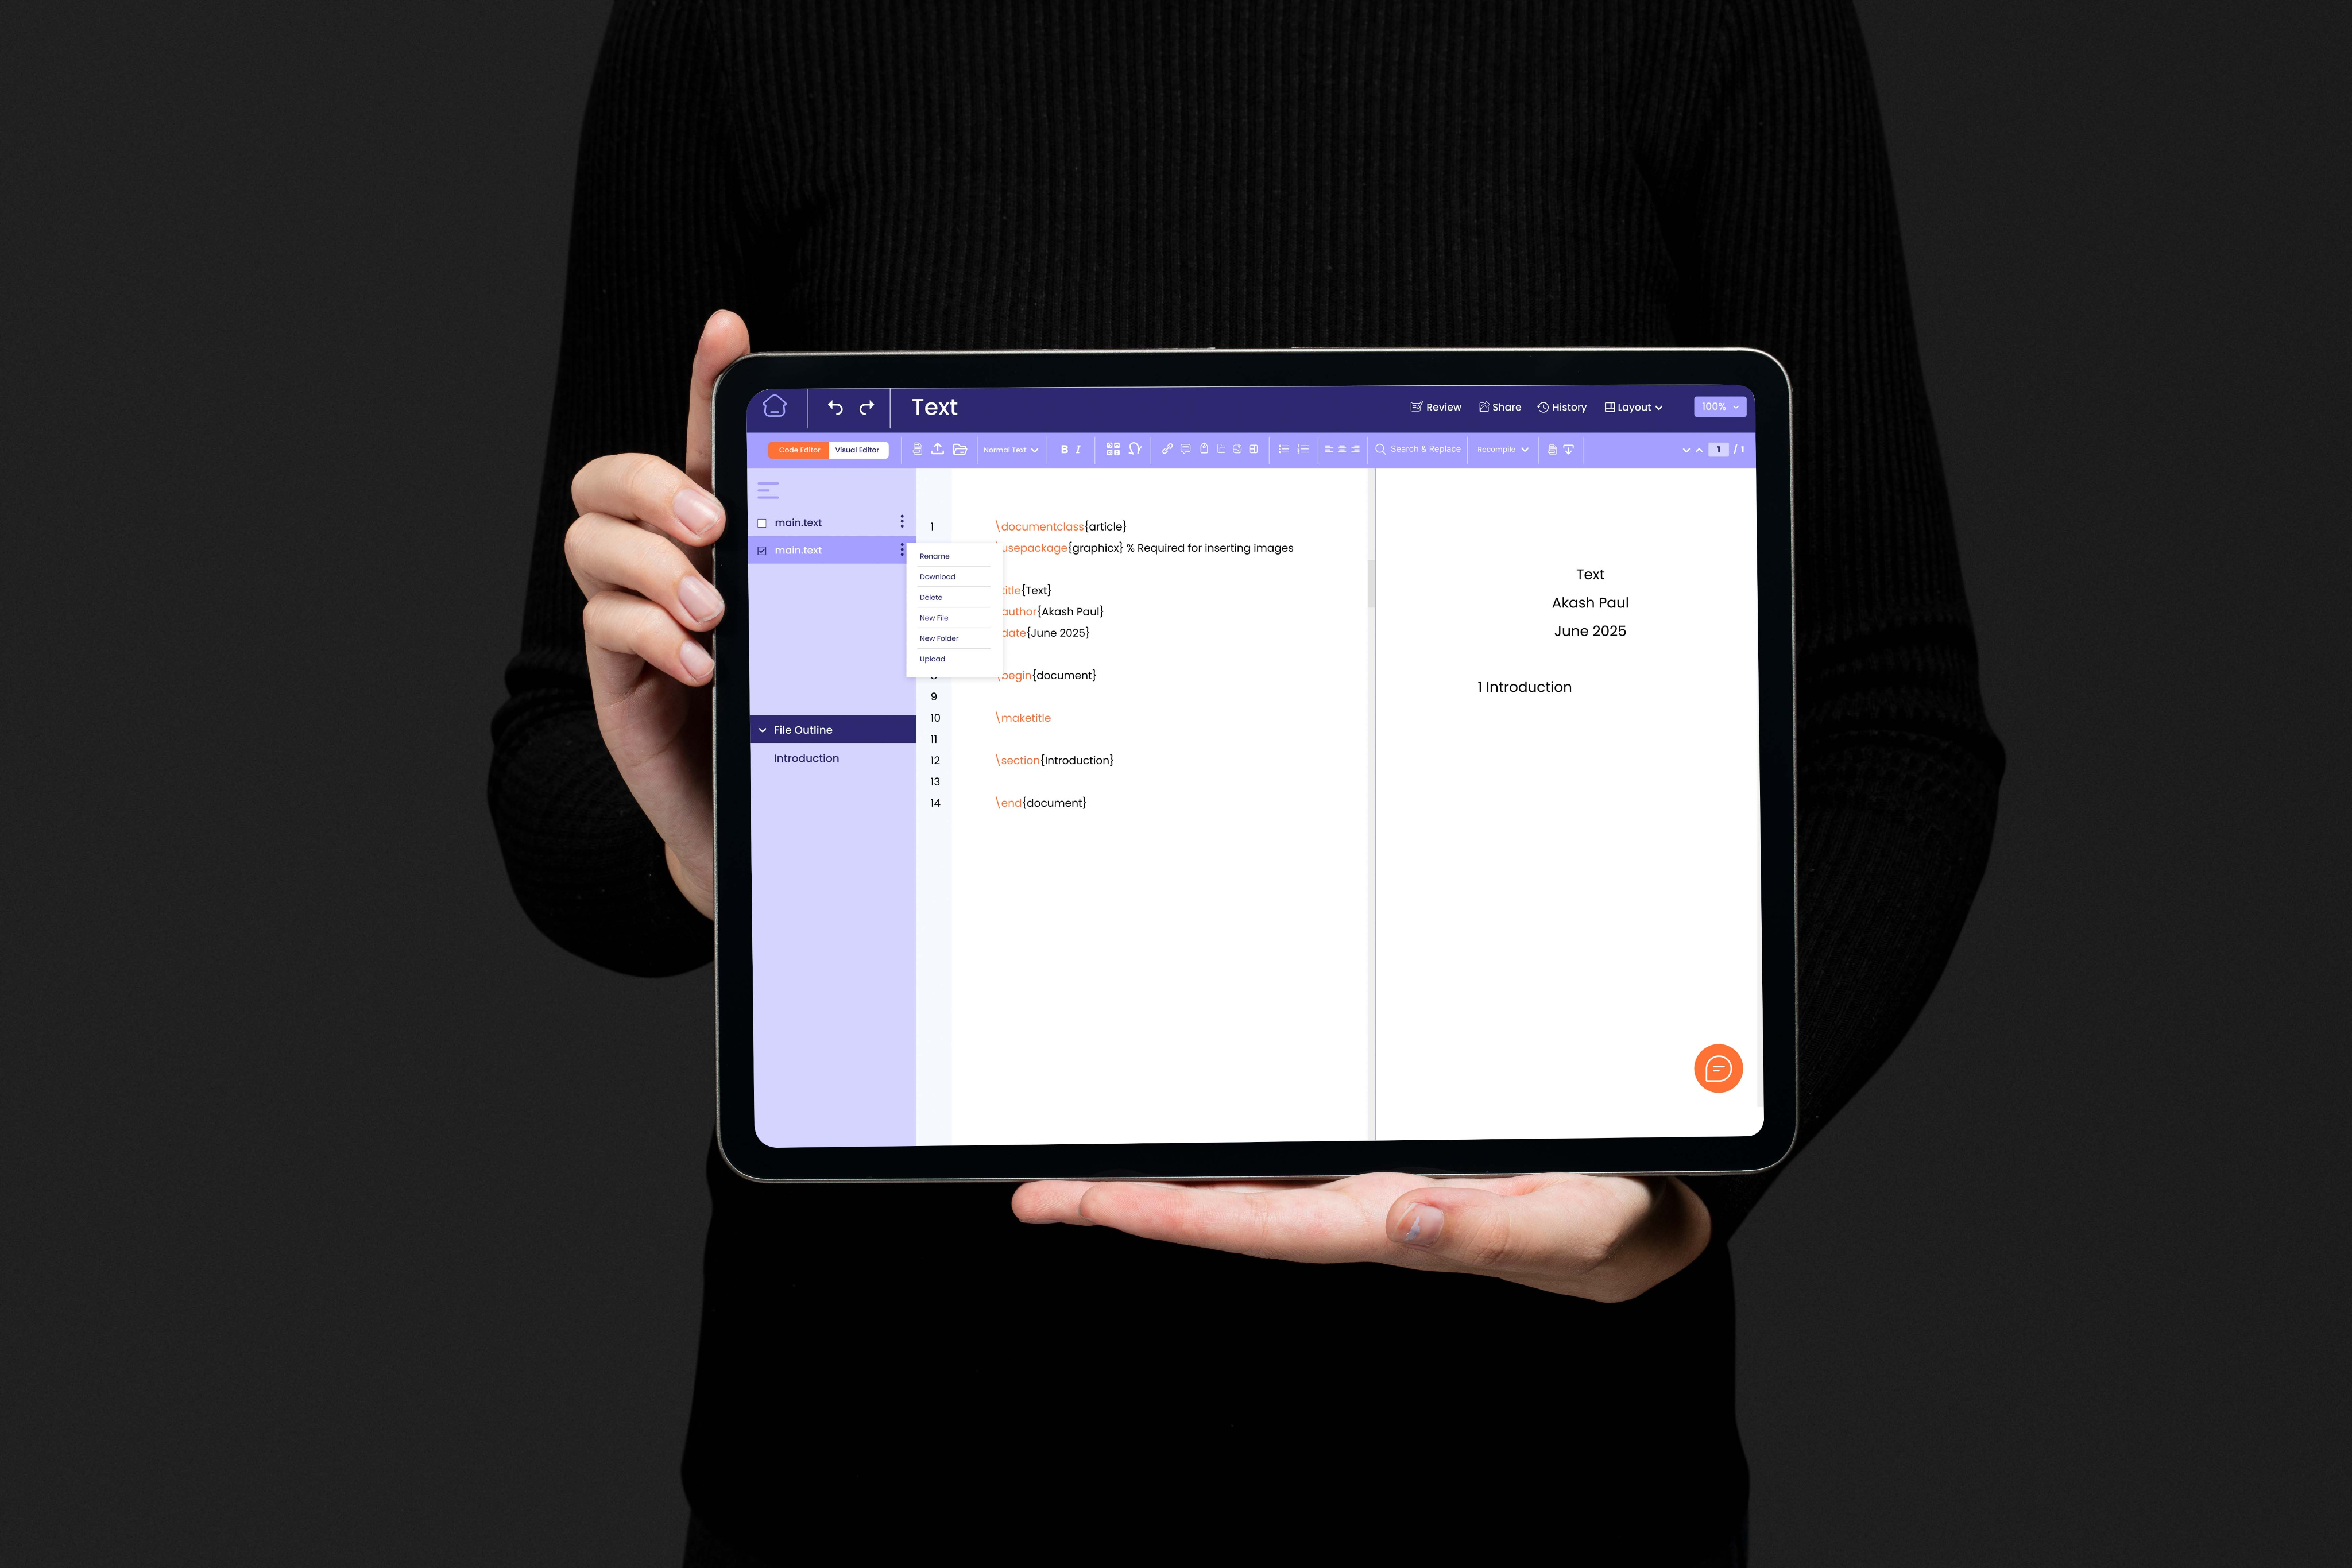 Text
Review Share History Layout 100%
Code Editor Visual Editor Normal Text B I Search & Replace Recompile 1 / 1
main.text
main.text
Rename
Download
Delete
New File
New Folder
Upload
File Outline
Introduction
1 \documentclass{article}
usepackage{graphicx} % Required for inserting images
title{Text}
author{Akash Paul}
date{June 2025}
\begin{document}
9
10 \maketitle
11
12 \section{Introduction}
13
14 \end{document}
Text
Akash Paul
June 2025
1 Introduction